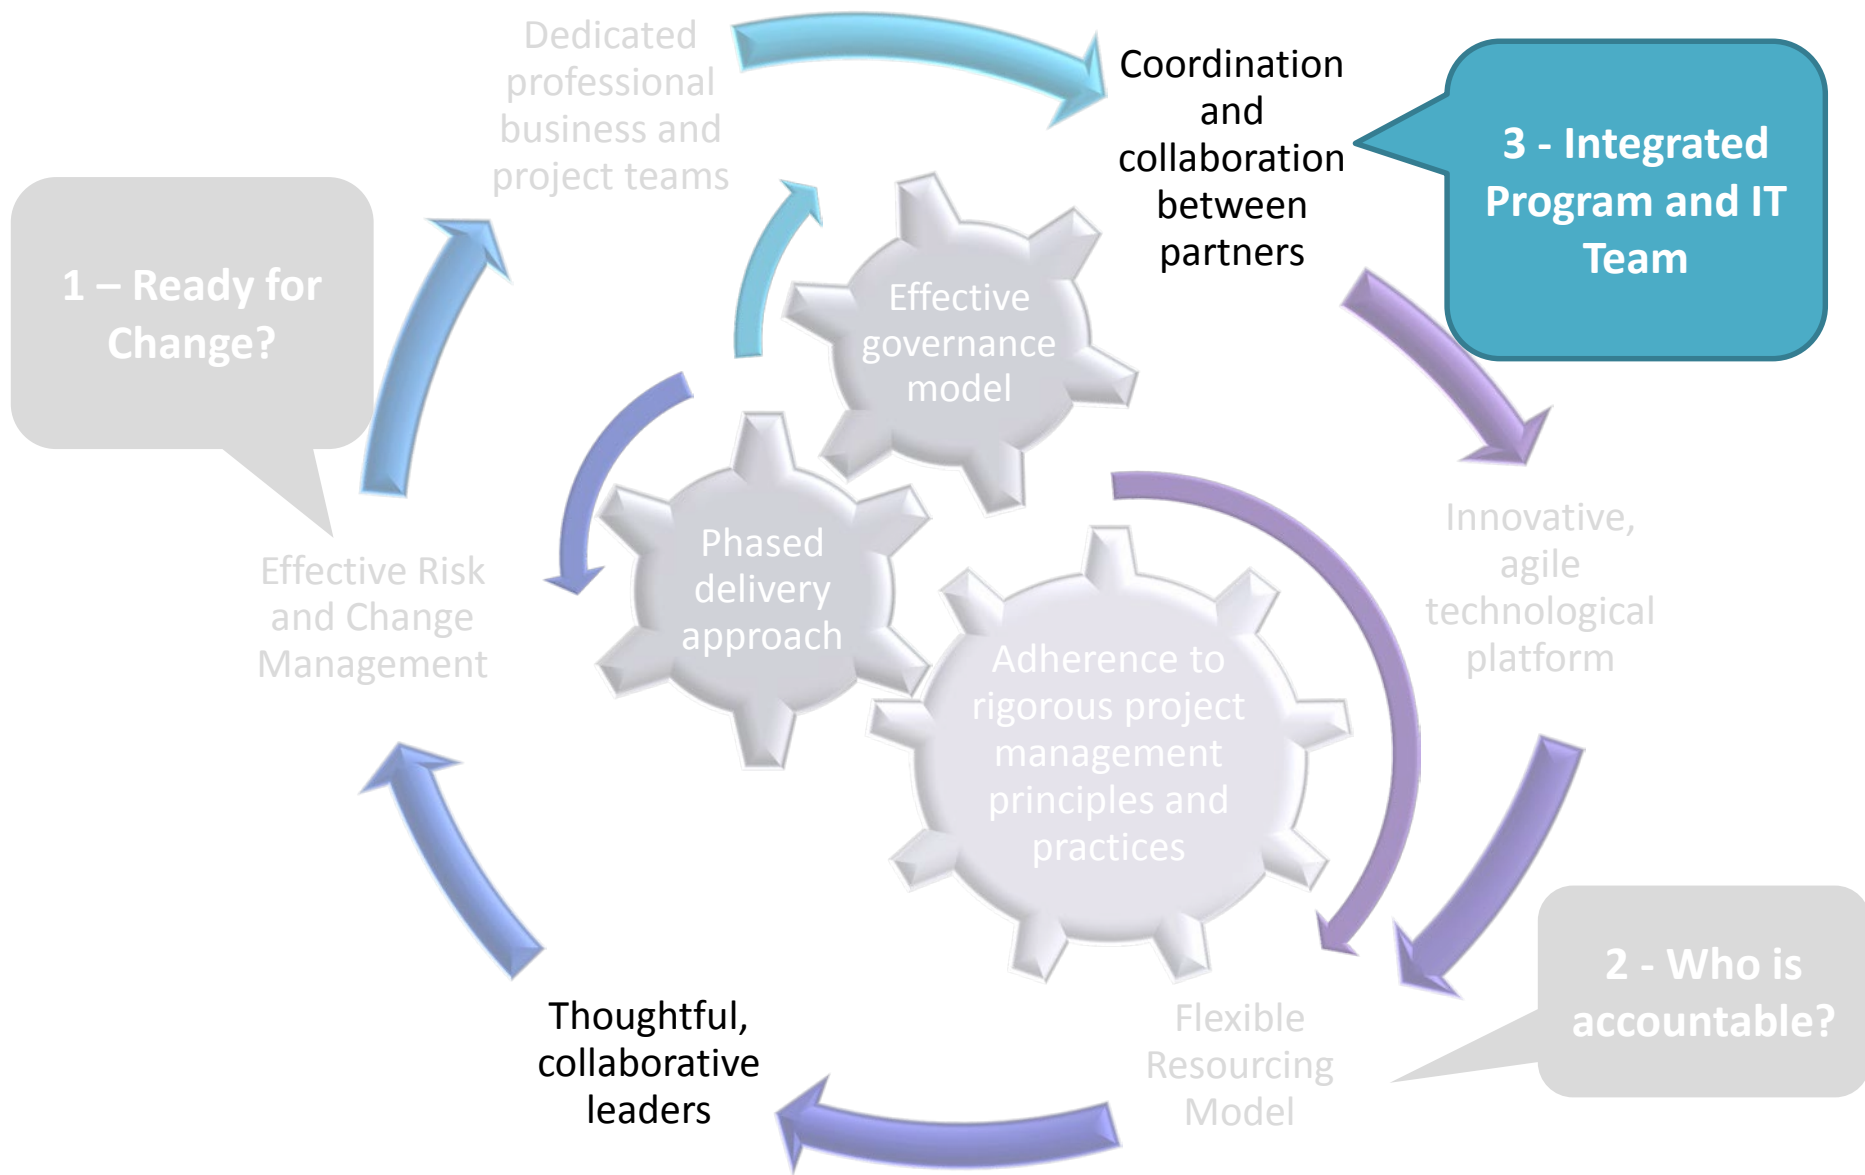 Dedicated
professional
business and
project teams
Coordination
and
collaboration
between
partners
3 - Integrated
Program and IT
Team
1 – Ready for
Change?
Effective
governance
model
Phased
delivery
approach
Adherence to
rigorous project
management
principles and
practices
Innovative,
agile
technological
platform
Effective Risk
and Change
Management
2 - Who is
accountable?
Flexible
Resourcing
Model
Thoughtful,
collaborative
leaders